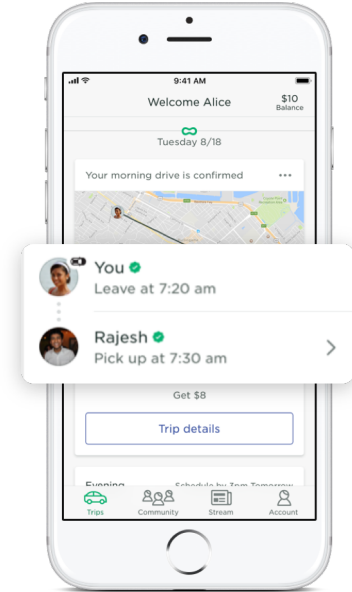 9:41 AM
Welcome Alice
$10
Balance
Tuesday 8/18
Your morning drive is confirmed
You
Leave at 7:20 am
Rajesh
Pick up at 7:30 am
Get $8
Trip details
Evening
Schedule by 3pm Tomorrow
Trips
Community
Stream
Account